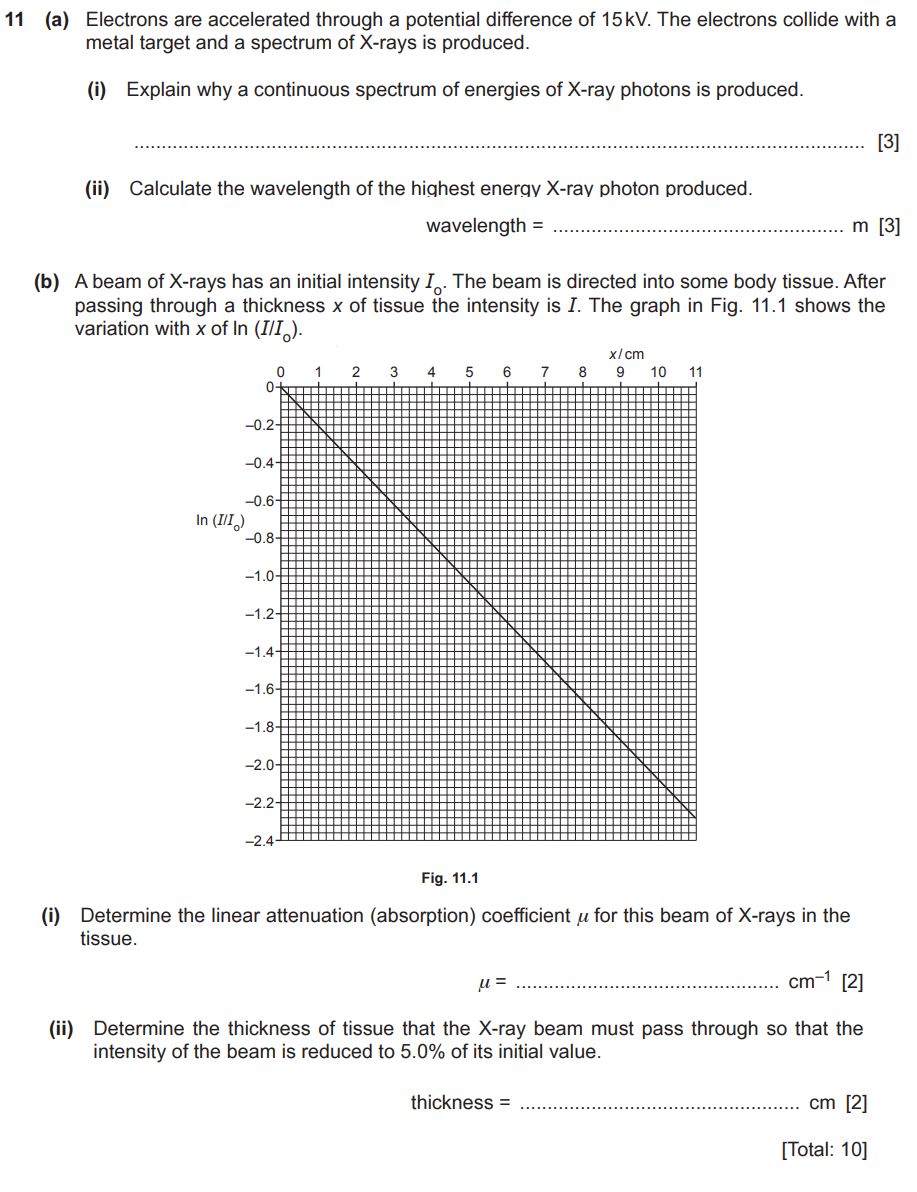 11 (a) Electrons are accelerated through a potential difference of 15 kV. The electrons collide with a
metal target and a spectrum of X-rays is produced.
(i) Explain why a continuous spectrum of energies of X-ray photons is produced.
.......................................................................................................................................... [3]
(ii) Calculate the wavelength of the highest energy X-ray photon produced.
wavelength = ...................................................... m [3]
(b) A beam of X-rays has an initial intensity I₀. The beam is directed into some body tissue. After
passing through a thickness x of tissue the intensity is I. The graph in Fig. 11.1 shows the
variation with x of ln (I/I₀).
x / cm
0 1 2 3 4 5 6 7 8 9 10 11
0
–0.2
–0.4
–0.6
ln (I/I₀)
–0.8
–1.0
–1.2
–1.4
–1.6
–1.8
–2.0
–2.2
–2.4
Fig. 11.1
(i) Determine the linear attenuation (absorption) coefficient μ for this beam of X-rays in the
tissue.
μ = ................................................. cm⁻¹ [2]
(ii) Determine the thickness of tissue that the X-ray beam must pass through so that the
intensity of the beam is reduced to 5.0% of its initial value.
thickness = .................................................... cm [2]
[Total: 10]